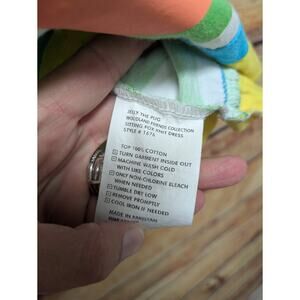 JELLY THE PUG
WOODLAND FRIENDS COLLECTION
SITTING FOX KNIT DRESS
STYLE # 1676
TOP 100% COTTON
TURN GARMENT INSIDE OUT
MACHINE WASH COLD
WITH LIKE COLORS
ONLY NON-CHLORINE BLEACH
WHEN NEEDED
TUMBLE DRY LOW
REMOVE PROMPTLY
COOL IRON IF NEEDED
MADE IN PAKISTAN